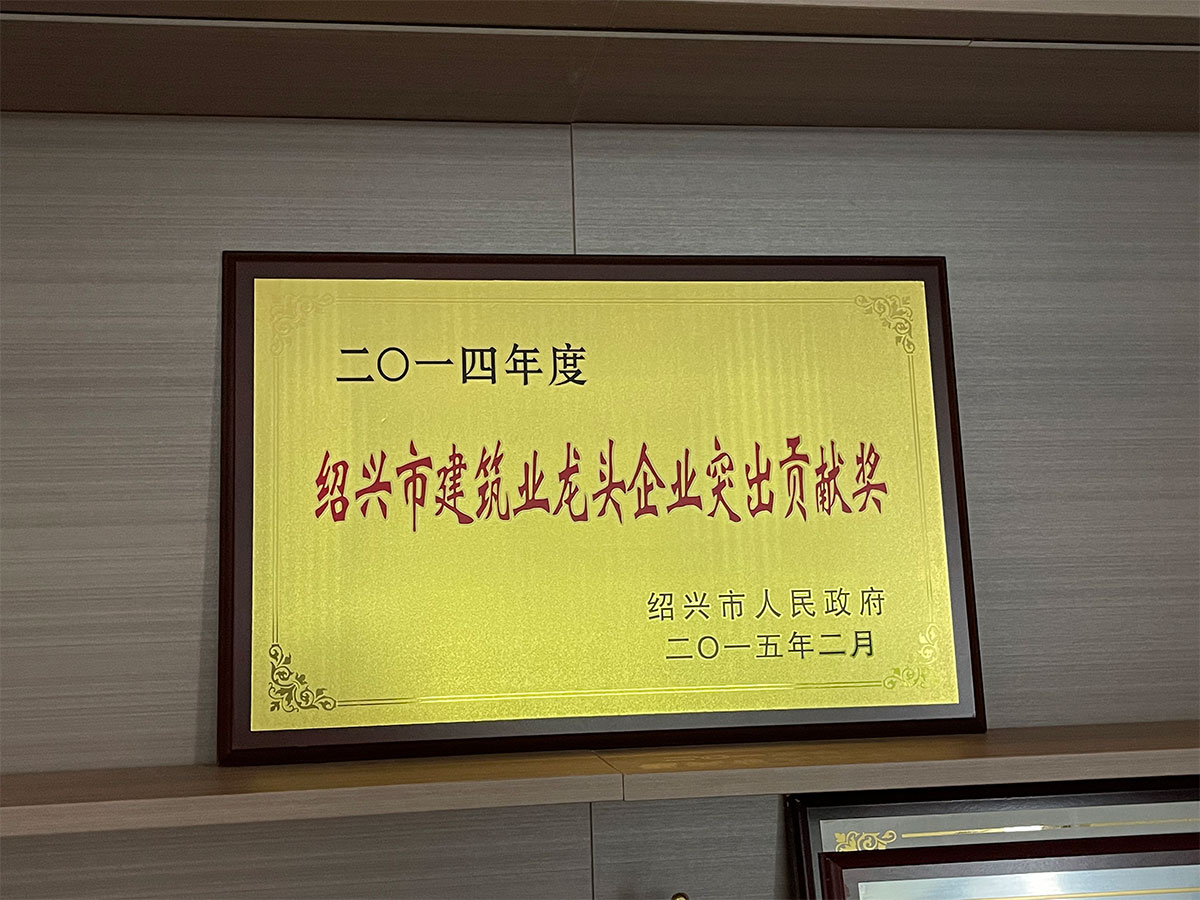 二〇一四年度
绍兴市建筑业龙头企业突出贡献奖
绍兴市人民政府
二〇一五年二月